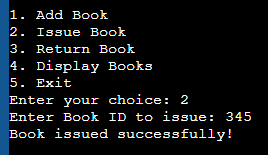 1. Add Book
2. Issue Book
3. Return Book
4. Display Books
5. Exit
Enter your choice: 2
Enter Book ID to issue: 345
Book issued successfully!